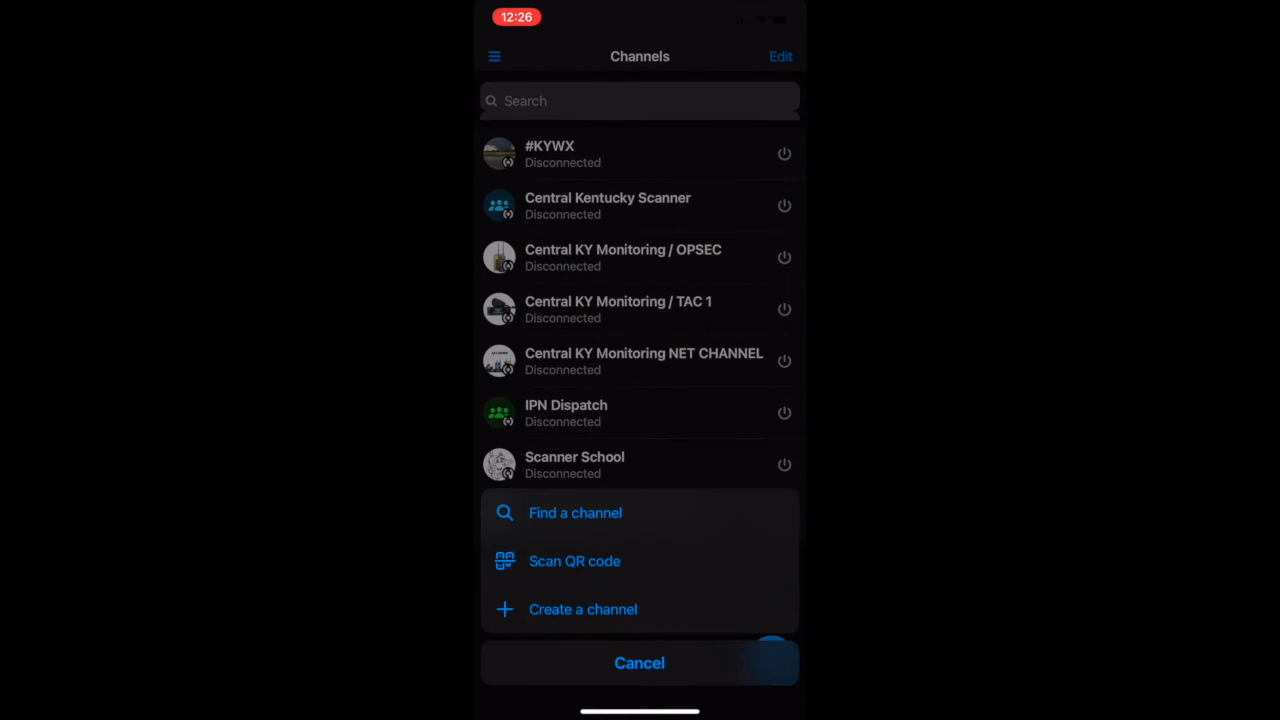 12:26
Channels
Edit
Search
#KYWX
Disconnected
Central Kentucky Scanner
Disconnected
Central KY Monitoring / OPSEC
Disconnected
Central KY Monitoring / TAC 1
Disconnected
Central KY Monitoring NET CHANNEL
Disconnected
IPN Dispatch
Disconnected
Scanner School
Disconnected
Find a channel
Scan QR code
Create a channel
Cancel